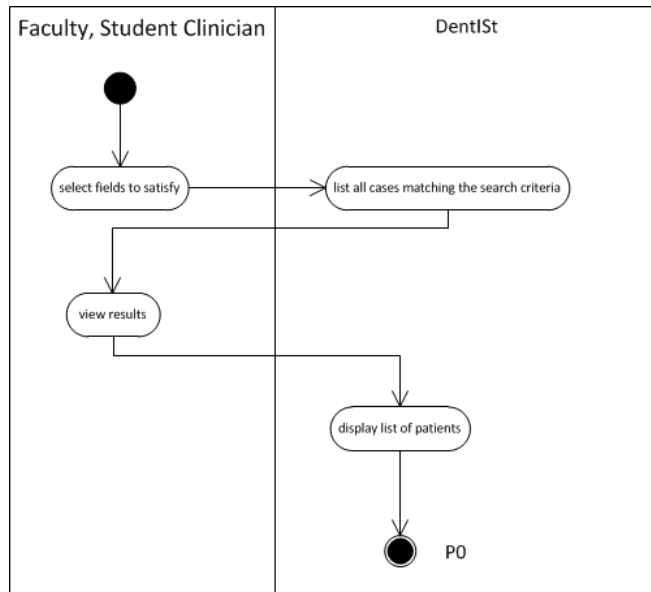 Faculty, Student Clinician
DentISt
select fields to satisfy
list all cases matching the search criteria
view results
display list of patients
P0